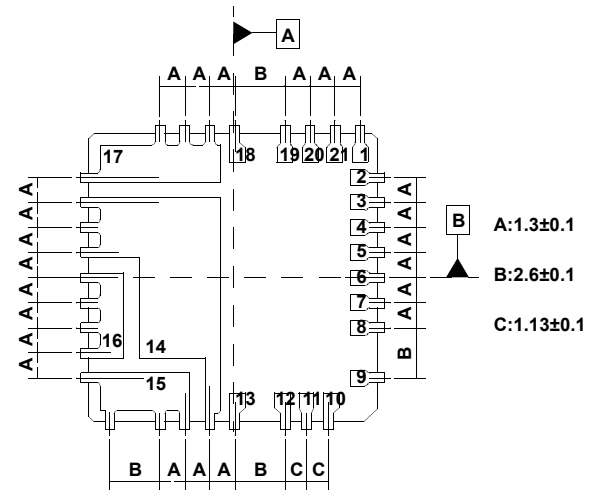 A
A A A B A A A
17 18 19 20 21 1
2
A A
3
A A
4 B A:1.3±0.1
A A
5
A A
6 B:2.6±0.1
A A
7
A A
16 14 8 C:1.13±0.1
A B
15 9
13 12 11 10
B A A A B C C